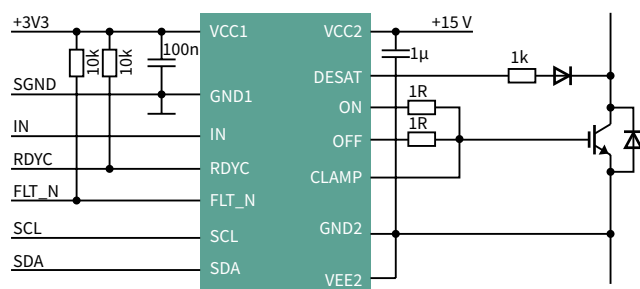 +3V3
10k
10k
100n
SGND
IN
RDYC
FLT_N
SCL
SDA
VCC1
GND1
IN
RDYC
FLT_N
SCL
SDA
VCC2
DESAT
ON
OFF
CLAMP
GND2
VEE2
+15 V
1μ
1k
1R
1R